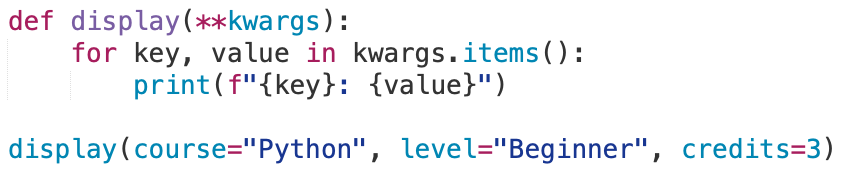 def display(**kwargs):
    for key, value in kwargs.items():
        print(f"{key}: {value}")
display(course="Python", level="Beginner", credits=3)